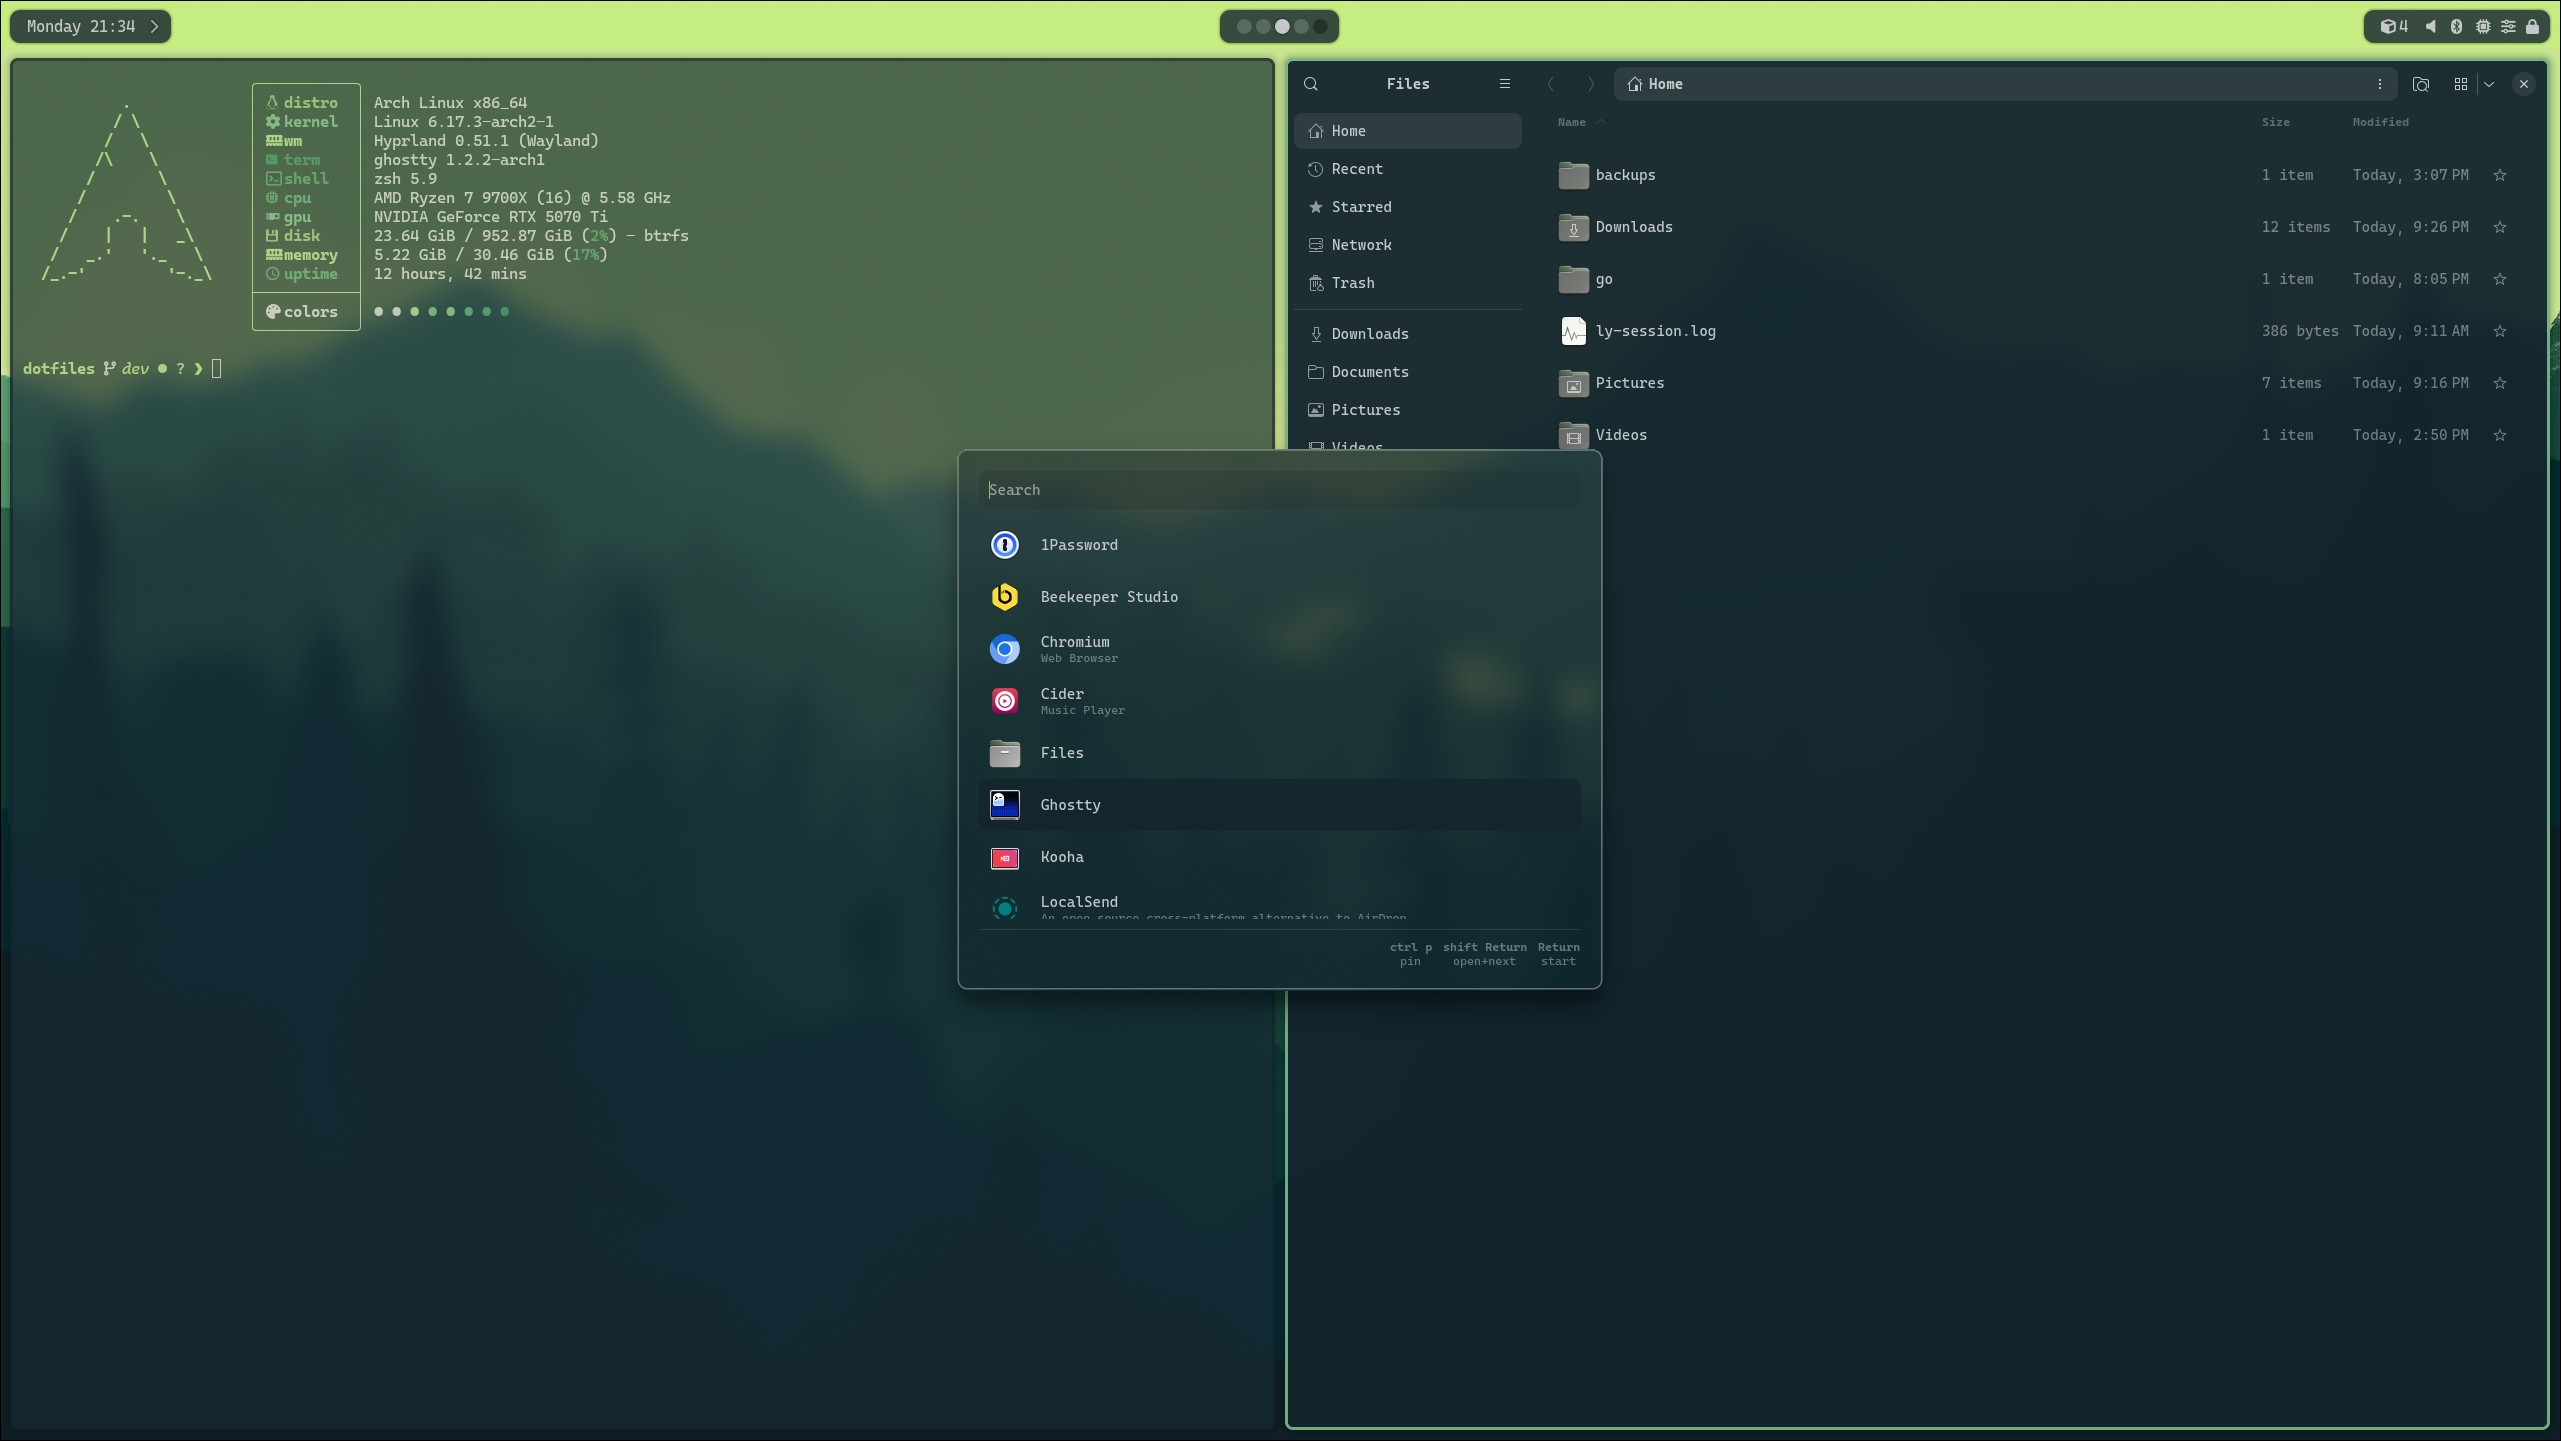 Monday 21:34
4
distro Arch Linux x86_64
kernel Linux 6.17.3-arch2-1
wm Hyprland 0.51.1 (Wayland)
term ghostty 1.2.2-arch1
shell zsh 5.9
cpu AMD Ryzen 7 9700X (16) @ 5.58 GHz
gpu NVIDIA GeForce RTX 5070 Ti
disk 23.64 GiB / 952.87 GiB (2%) - btrfs
memory 5.22 GiB / 30.46 GiB (17%)
uptime 12 hours, 42 mins
colors
dotfiles dev ● ? ❯
Files
Home
Home
Recent
Starred
Network
Trash
Downloads
Documents
Pictures
Videos
Name Size Modified
backups 1 item Today, 3:07 PM
Downloads 12 items Today, 9:26 PM
go 1 item Today, 8:05 PM
ly-session.log 386 bytes Today, 9:11 AM
Pictures 7 items Today, 9:16 PM
Videos 1 item Today, 2:50 PM
Search
1Password
Beekeeper Studio
Chromium
Web Browser
Cider
Music Player
Files
Ghostty
Kooha
LocalSend
An open source cross-platform alternative to AirDrop
ctrl p shift Return Return
pin open+next start